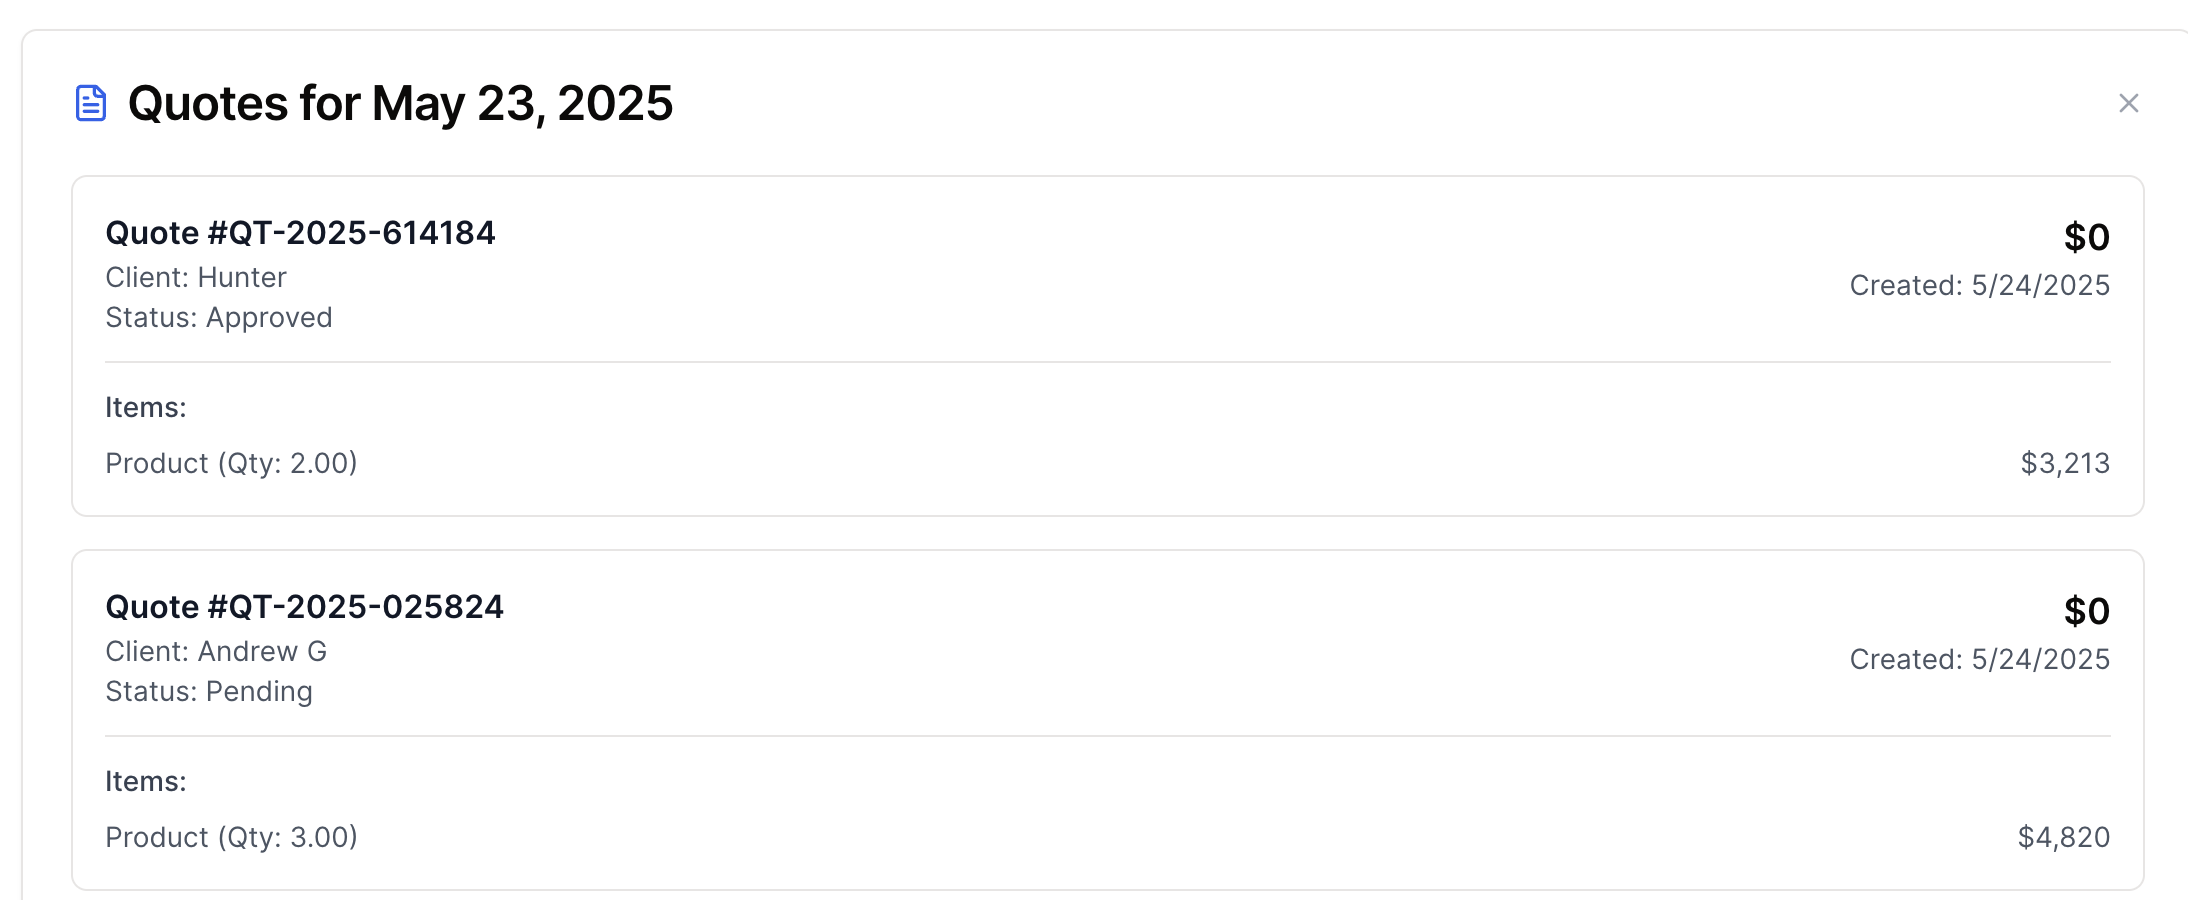 Quotes for May 23, 2025
Quote #QT-2025-614184
$0
Client: Hunter
Created: 5/24/2025
Status: Approved
Items:
Product (Qty: 2.00)
$3,213
Quote #QT-2025-025824
$0
Client: Andrew G
Created: 5/24/2025
Status: Pending
Items:
Product (Qty: 3.00)
$4,820